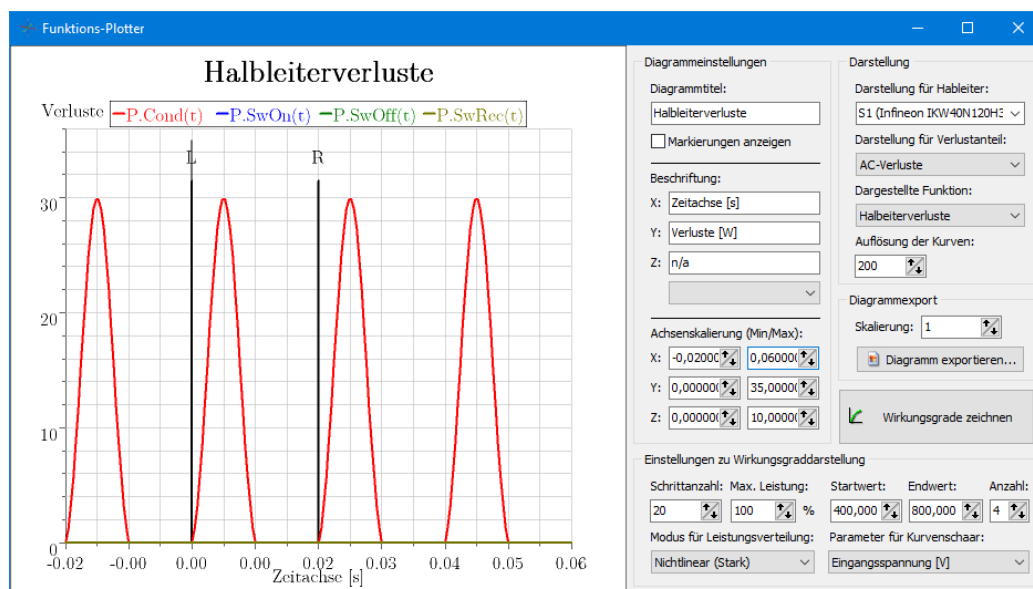 Funktions-Plotter
Halbleiterverluste
Verluste
P.Cond(t) P.SwOn(t) P.SwOff(t) P.SwRec(t)
L R
30
20
10
0
-0.02 -0.00 0.00 0.00 0.02 0.03 0.05 0.05 0.06
Zeitachse [s]
Diagrammeinstellungen
Diagrammtitel:
Halbleiterverluste
Markierungen anzeigen
Beschriftung:
X: Zeitachse [s]
Y: Verluste [W]
Z: n/a
Achsenskalierung (Min/Max):
X: -0,0200( 0,060000(
Y: 0,000000( 35,0000(
Z: 0,000000( 10,0000(
Darstellung
Darstellung für Hableiter:
S1 (Infineon IKW40N120H3
Darstellung für Verlustanteil:
AC-Verluste
Dargestellte Funktion:
Halbeiterverluste
Auflösung der Kurven:
200
Diagrammexport
Skalierung: 1
Diagramm exportieren...
Wirkungsgrade zeichnen
Einstellungen zu Wirkungsgraddarstellung
Schrittanzahl: Max. Leistung: Startwert: Endwert: Anzahl:
20 100 % 400,000 800,000 4
Modus für Leistungsverteilung: Parameter für Kurvenschaar:
Nichtlinear (Stark) Eingangsspannung [V]